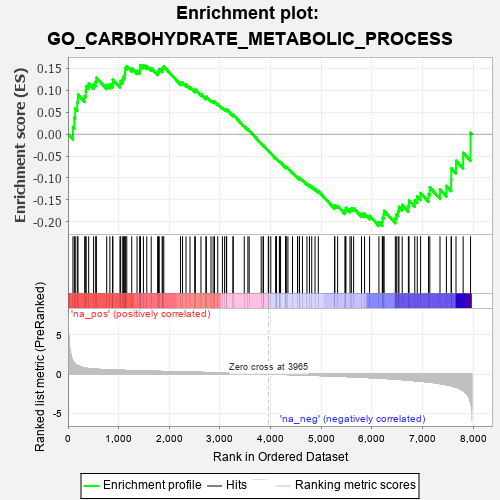 Enrichment plot:
GO_CARBOHYDRATE_METABOLIC_PROCESS
Enrichment score (ES)
0.15
0.10
0.05
0.00
-0.05
-0.10
-0.15
-0.20
'na_pos' (positively correlated)
Ranked list metric (PreRanked)
5
0
-5
Zero cross at 3965
'na_neg' (negatively correlated)
0
1,000
2,000
3,000
4,000
5,000
6,000
7,000
8,000
Rank in Ordered Dataset
Enrichment profile
Hits
Ranking metric scores